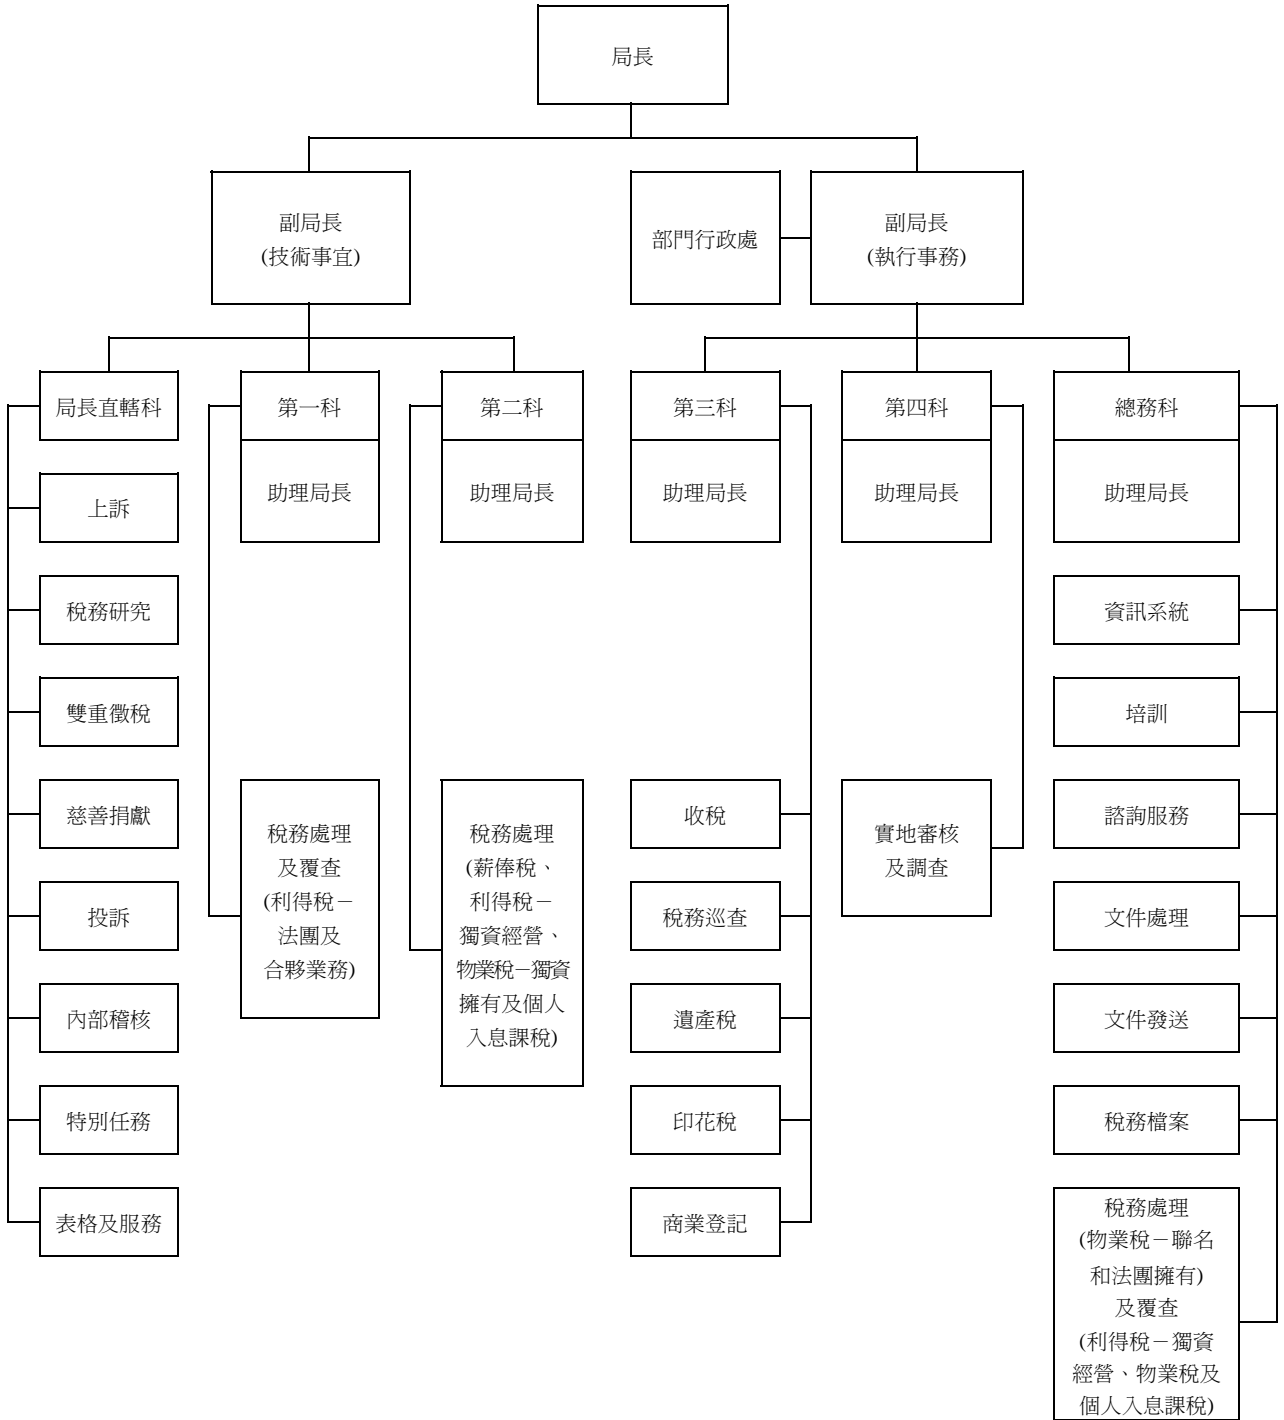 局長
副局長
(技術事宜)
部門行政處
副局長
(執行事務)
局長直轄科
第一科
第二科
第三科
第四科
總務科
助理局長
助理局長
助理局長
助理局長
助理局長
上訴
稅務研究
雙重徵稅
慈善捐獻
投訴
內部稽核
特別任務
表格及服務
稅務處理
及覆查
(利得稅－
法團及
合夥業務)
稅務處理
(薪俸稅、
利得稅－
獨資經營、
物業稅－獨資
擁有及個人
入息課稅)
收稅
稅務巡查
遺產稅
印花稅
商業登記
實地審核
及調查
資訊系統
培訓
諮詢服務
文件處理
文件發送
稅務檔案
稅務處理
(物業稅－聯名
和法團擁有)
及覆查
(利得稅－獨資
經營、物業稅及
個人入息課稅)